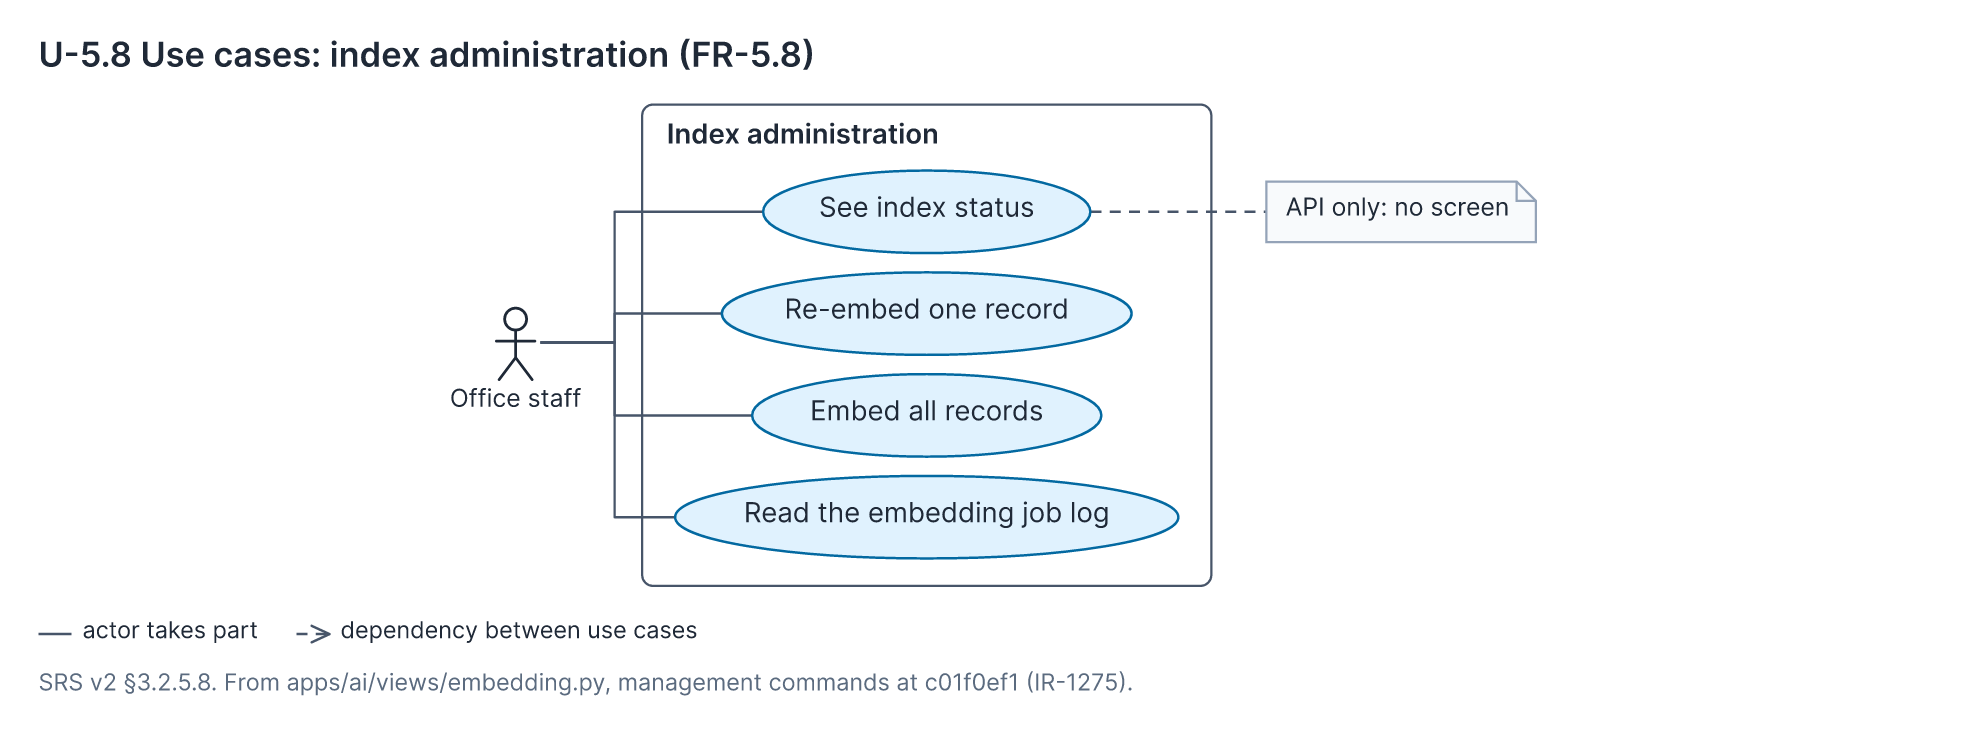 U-5.8 Use cases: index administration (FR-5.8)
Index administration
See index status
API only: no screen
Re-embed one record
Office staff
Embed all records
Read the embedding job log
actor takes part
dependency between use cases
SRS v2 §3.2.5.8. From apps/ai/views/embedding.py, management commands at c01f0ef1 (IR-1275).